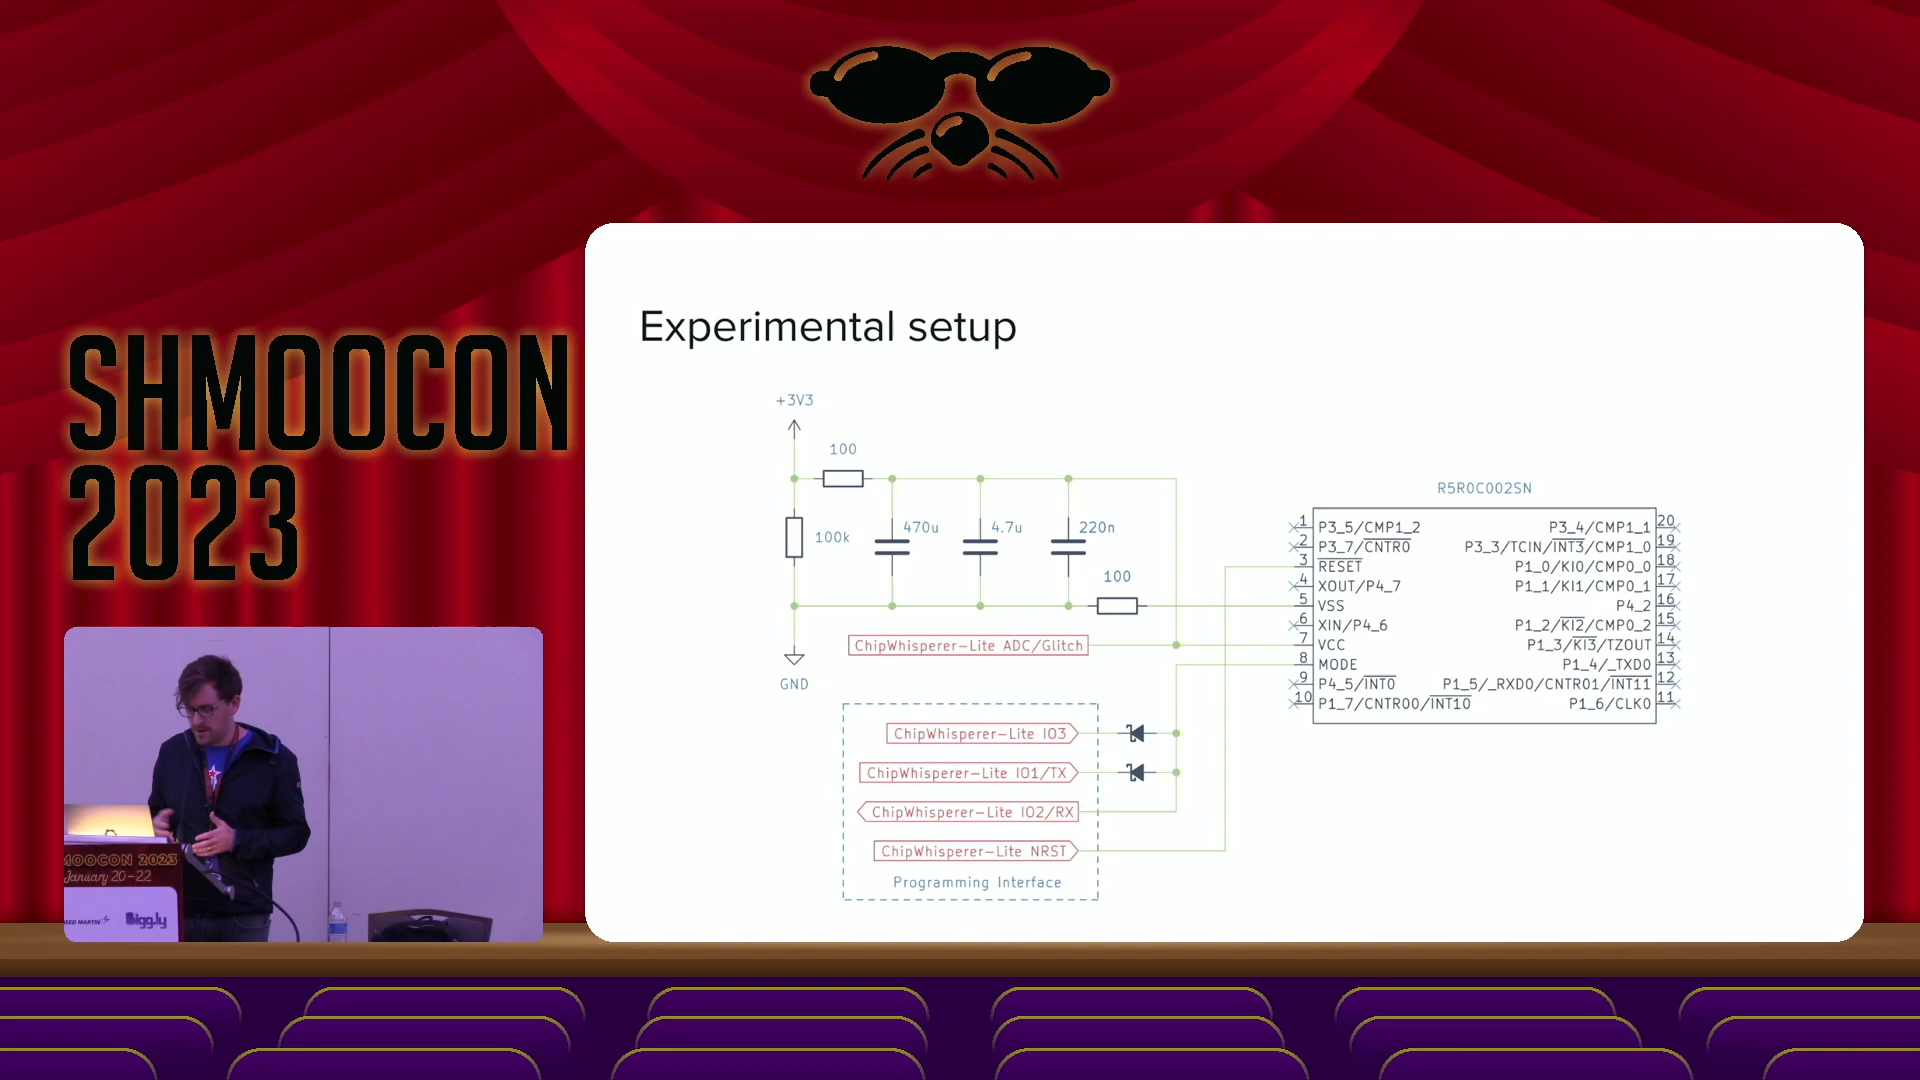 SHMOOCON
2023
Experimental setup
+3V3
100
100k
470u
4.7u
220n
100
GND
ChipWhisperer-Lite ADC/Glitch
ChipWhisperer-Lite IO3
ChipWhisperer-Lite IO1/TX
ChipWhisperer-Lite IO2/RX
ChipWhisperer-Lite NRST
Programming Interface
R5R0C002SN
1 P3_5/CMP1_2
2 P3_7/CNTR0
3 RESET
4 XOUT/P4_7
5 VSS
6 XIN/P4_6
7 VCC
8 MODE
9 P4_5/INT0
10 P1_7/CNTR00/INT10
P3_4/CMP1_1 20
P3_3/TCIN/INT3/CMP1_0 19
P1_0/KI0/CMP0_0 18
P1_1/KI1/CMP0_1 17
P4_2 16
P1_2/KI2/CMP0_2 15
P1_3/KI3/TZOUT 14
P1_4/_TXD0 13
P1_5/_RXD0/CNTR01/INT11 12
P1_6/CLK0 11
MOOCON 2023
January 20-22
EED MARTIN
Bigg.ly